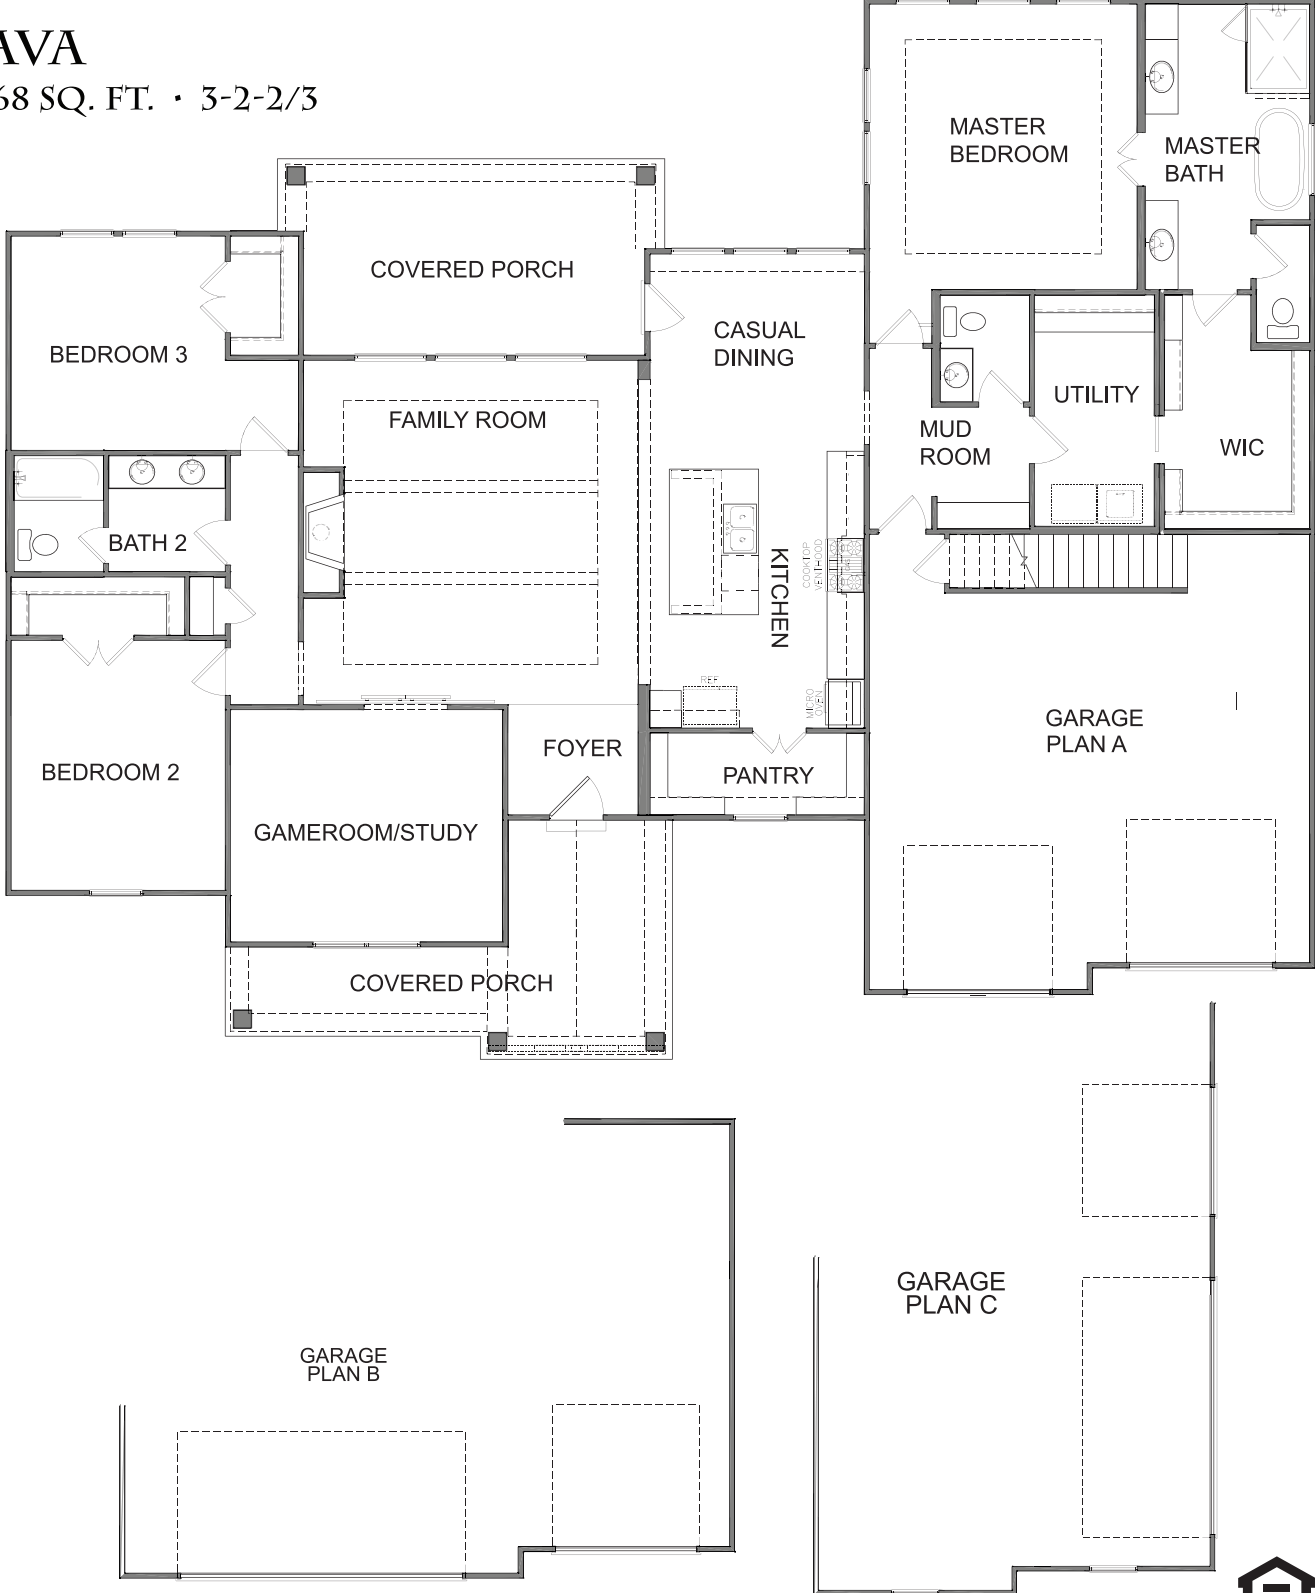 AVA
68 SQ. FT. · 3-2-2/3
MASTER
BEDROOM
MASTER
BATH
COVERED PORCH
CASUAL
DINING
BEDROOM 3
FAMILY ROOM
UTILITY
MUD
ROOM
WIC
BATH 2
KITCHEN
COOKTOP
VENTHOOD
REF
MICRO
OVEN
GARAGE
PLAN A
FOYER
BEDROOM 2
PANTRY
GAMEROOM/STUDY
COVERED PORCH
GARAGE
PLAN C
GARAGE
PLAN B